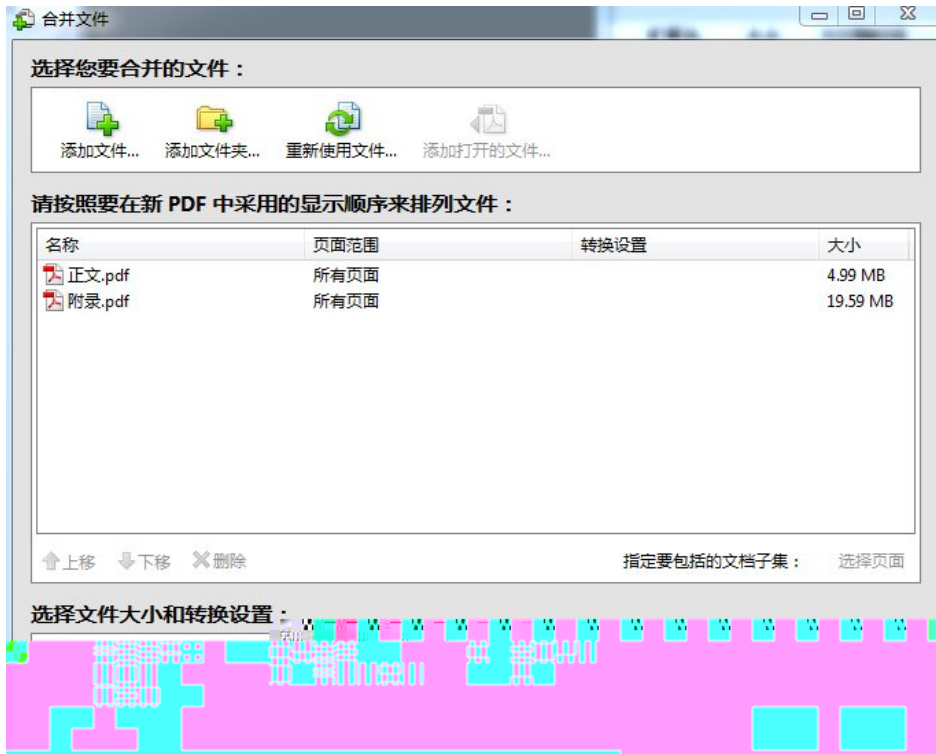 合并文件
选择您要合并的文件：
添加文件... 添加文件夹... 重新使用文件... 添加打开的文件...
请按照要在新 PDF 中采用的显示顺序来排列文件：
名称 页面范围 转换设置 大小
正文.pdf 所有页面 4.99 MB
附录.pdf 所有页面 19.59 MB
上移 下移 删除 指定要包括的文档子集： 选择页面
选择文件大小和转换设置：